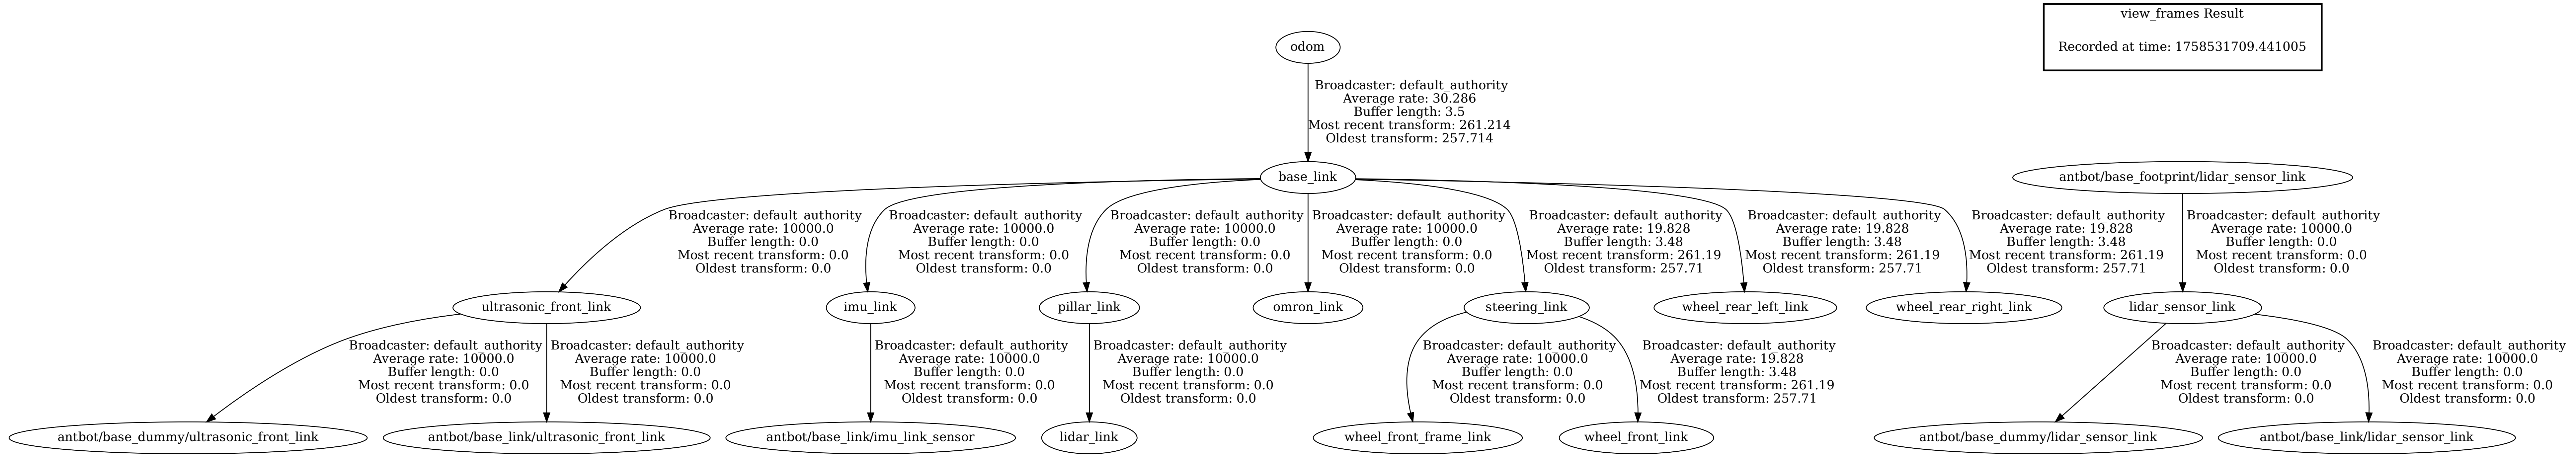 view_frames Result
Recorded at time: 1758531709.441005
odom
Broadcaster: default_authority
Average rate: 30.286
Buffer length: 3.5
Most recent transform: 261.214
Oldest transform: 257.714
base_link
antbot/base_footprint/lidar_sensor_link
Broadcaster: default_authority
Average rate: 10000.0
Buffer length: 0.0
Most recent transform: 0.0
Oldest transform: 0.0
Broadcaster: default_authority
Average rate: 10000.0
Buffer length: 0.0
Most recent transform: 0.0
Oldest transform: 0.0
Broadcaster: default_authority
Average rate: 10000.0
Buffer length: 0.0
Most recent transform: 0.0
Oldest transform: 0.0
Broadcaster: default_authority
Average rate: 10000.0
Buffer length: 0.0
Most recent transform: 0.0
Oldest transform: 0.0
Broadcaster: default_authority
Average rate: 19.828
Buffer length: 3.48
Most recent transform: 261.19
Oldest transform: 257.71
Broadcaster: default_authority
Average rate: 19.828
Buffer length: 3.48
Most recent transform: 261.19
Oldest transform: 257.71
Broadcaster: default_authority
Average rate: 19.828
Buffer length: 3.48
Most recent transform: 261.19
Oldest transform: 257.71
Broadcaster: default_authority
Average rate: 10000.0
Buffer length: 0.0
Most recent transform: 0.0
Oldest transform: 0.0
ultrasonic_front_link
imu_link
pillar_link
omron_link
steering_link
wheel_rear_left_link
wheel_rear_right_link
lidar_sensor_link
Broadcaster: default_authority
Average rate: 10000.0
Buffer length: 0.0
Most recent transform: 0.0
Oldest transform: 0.0
Broadcaster: default_authority
Average rate: 10000.0
Buffer length: 0.0
Most recent transform: 0.0
Oldest transform: 0.0
Broadcaster: default_authority
Average rate: 10000.0
Buffer length: 0.0
Most recent transform: 0.0
Oldest transform: 0.0
Broadcaster: default_authority
Average rate: 10000.0
Buffer length: 0.0
Most recent transform: 0.0
Oldest transform: 0.0
Broadcaster: default_authority
Average rate: 10000.0
Buffer length: 0.0
Most recent transform: 0.0
Oldest transform: 0.0
Broadcaster: default_authority
Average rate: 19.828
Buffer length: 3.48
Most recent transform: 261.19
Oldest transform: 257.71
Broadcaster: default_authority
Average rate: 10000.0
Buffer length: 0.0
Most recent transform: 0.0
Oldest transform: 0.0
Broadcaster: default_authority
Average rate: 10000.0
Buffer length: 0.0
Most recent transform: 0.0
Oldest transform: 0.0
antbot/base_dummy/ultrasonic_front_link
antbot/base_link/ultrasonic_front_link
antbot/base_link/imu_link_sensor
lidar_link
wheel_front_frame_link
wheel_front_link
antbot/base_dummy/lidar_sensor_link
antbot/base_link/lidar_sensor_link